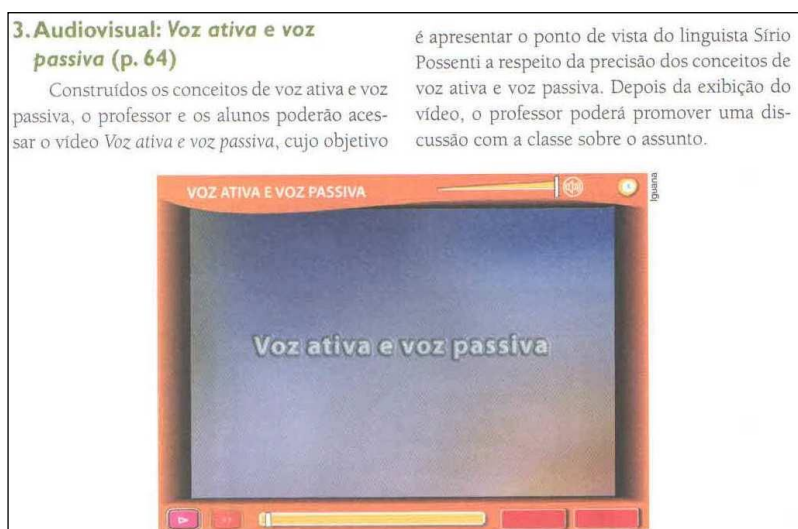 3. Audiovisual: Voz ativa e voz
passiva (p. 64)
Construídos os conceitos de voz ativa e voz
passiva, o professor e os alunos poderão aces-
sar o vídeo Voz ativa e voz passiva, cujo objetivo
é apresentar o ponto de vista do linguista Sírio
Possenti a respeito da precisão dos conceitos de
voz ativa e voz passiva. Depois da exibição do
vídeo, o professor poderá promover uma dis-
cussão com a classe sobre o assunto.
VOZ ATIVA E VOZ PASSIVA
Iguana
Voz ativa e voz passiva